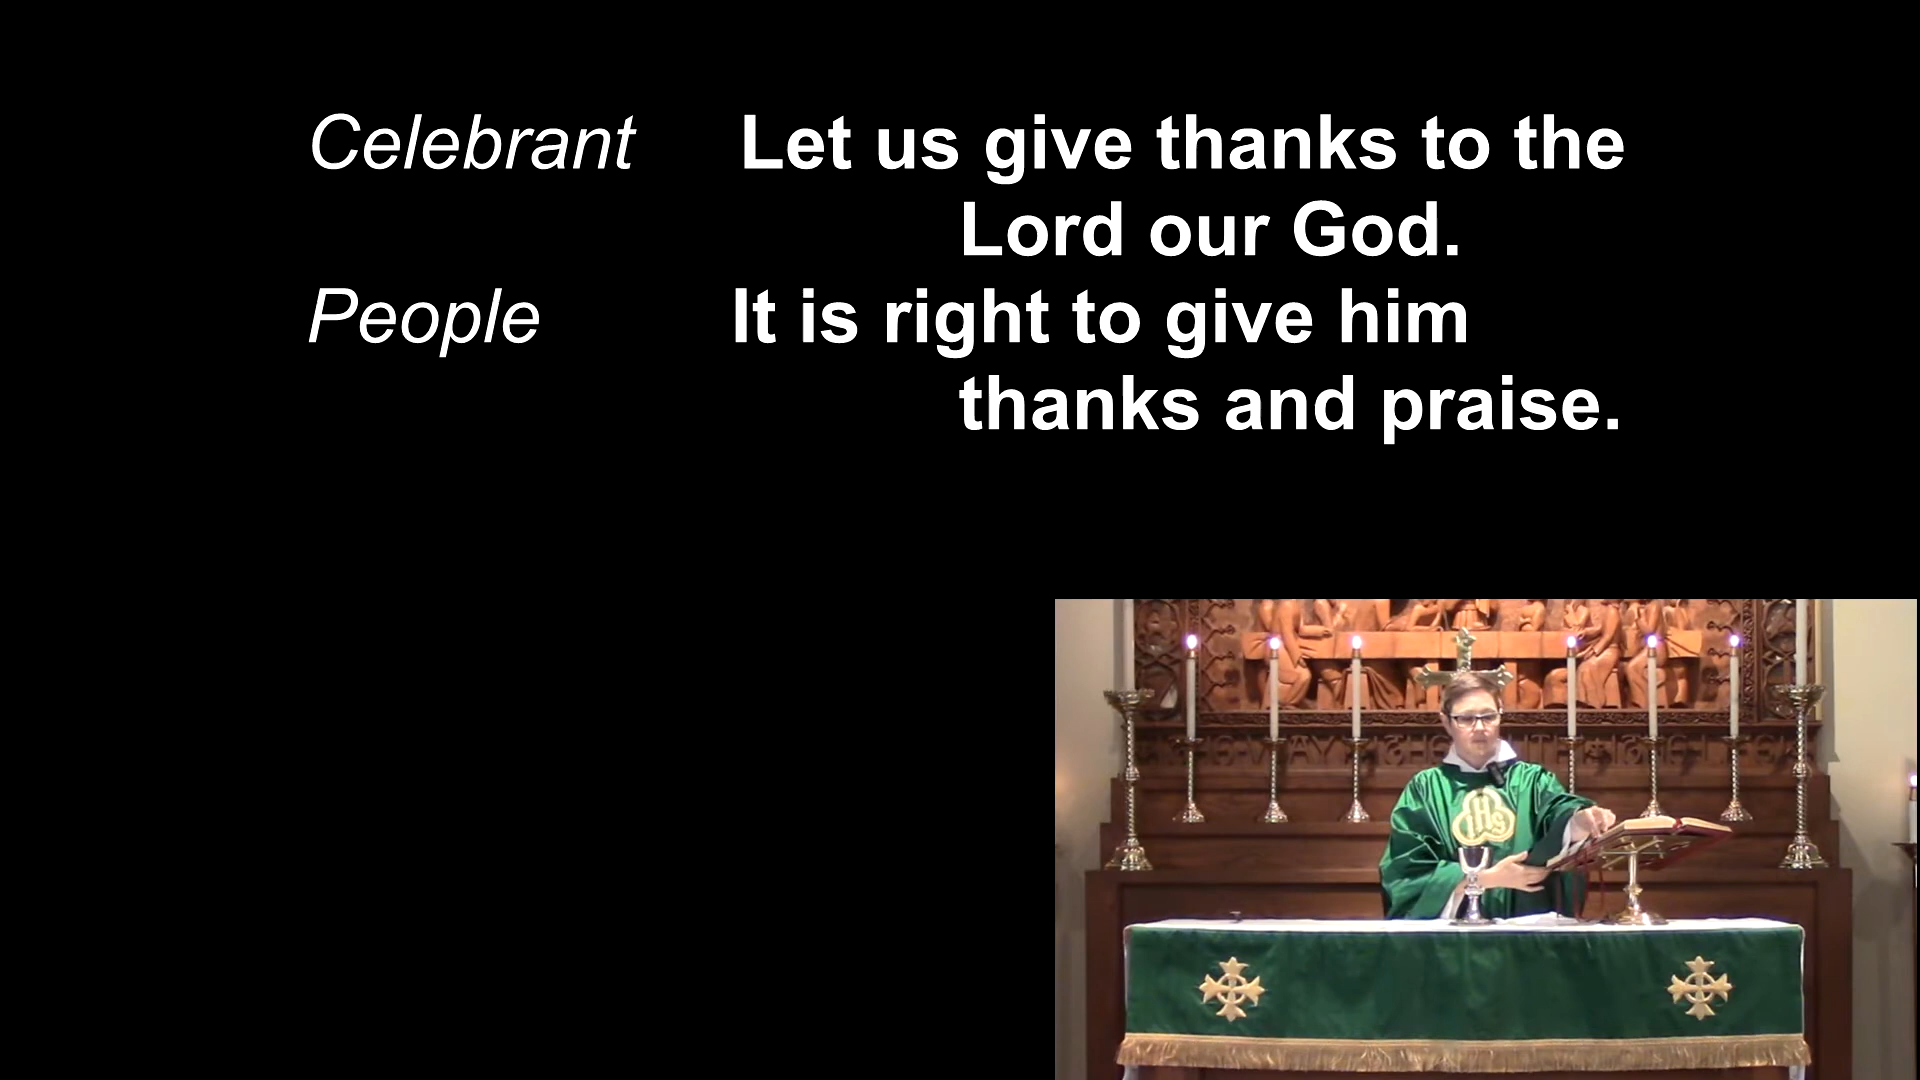 Celebrant Let us give thanks to the
Lord our God.
People It is right to give him
thanks and praise.
IHS